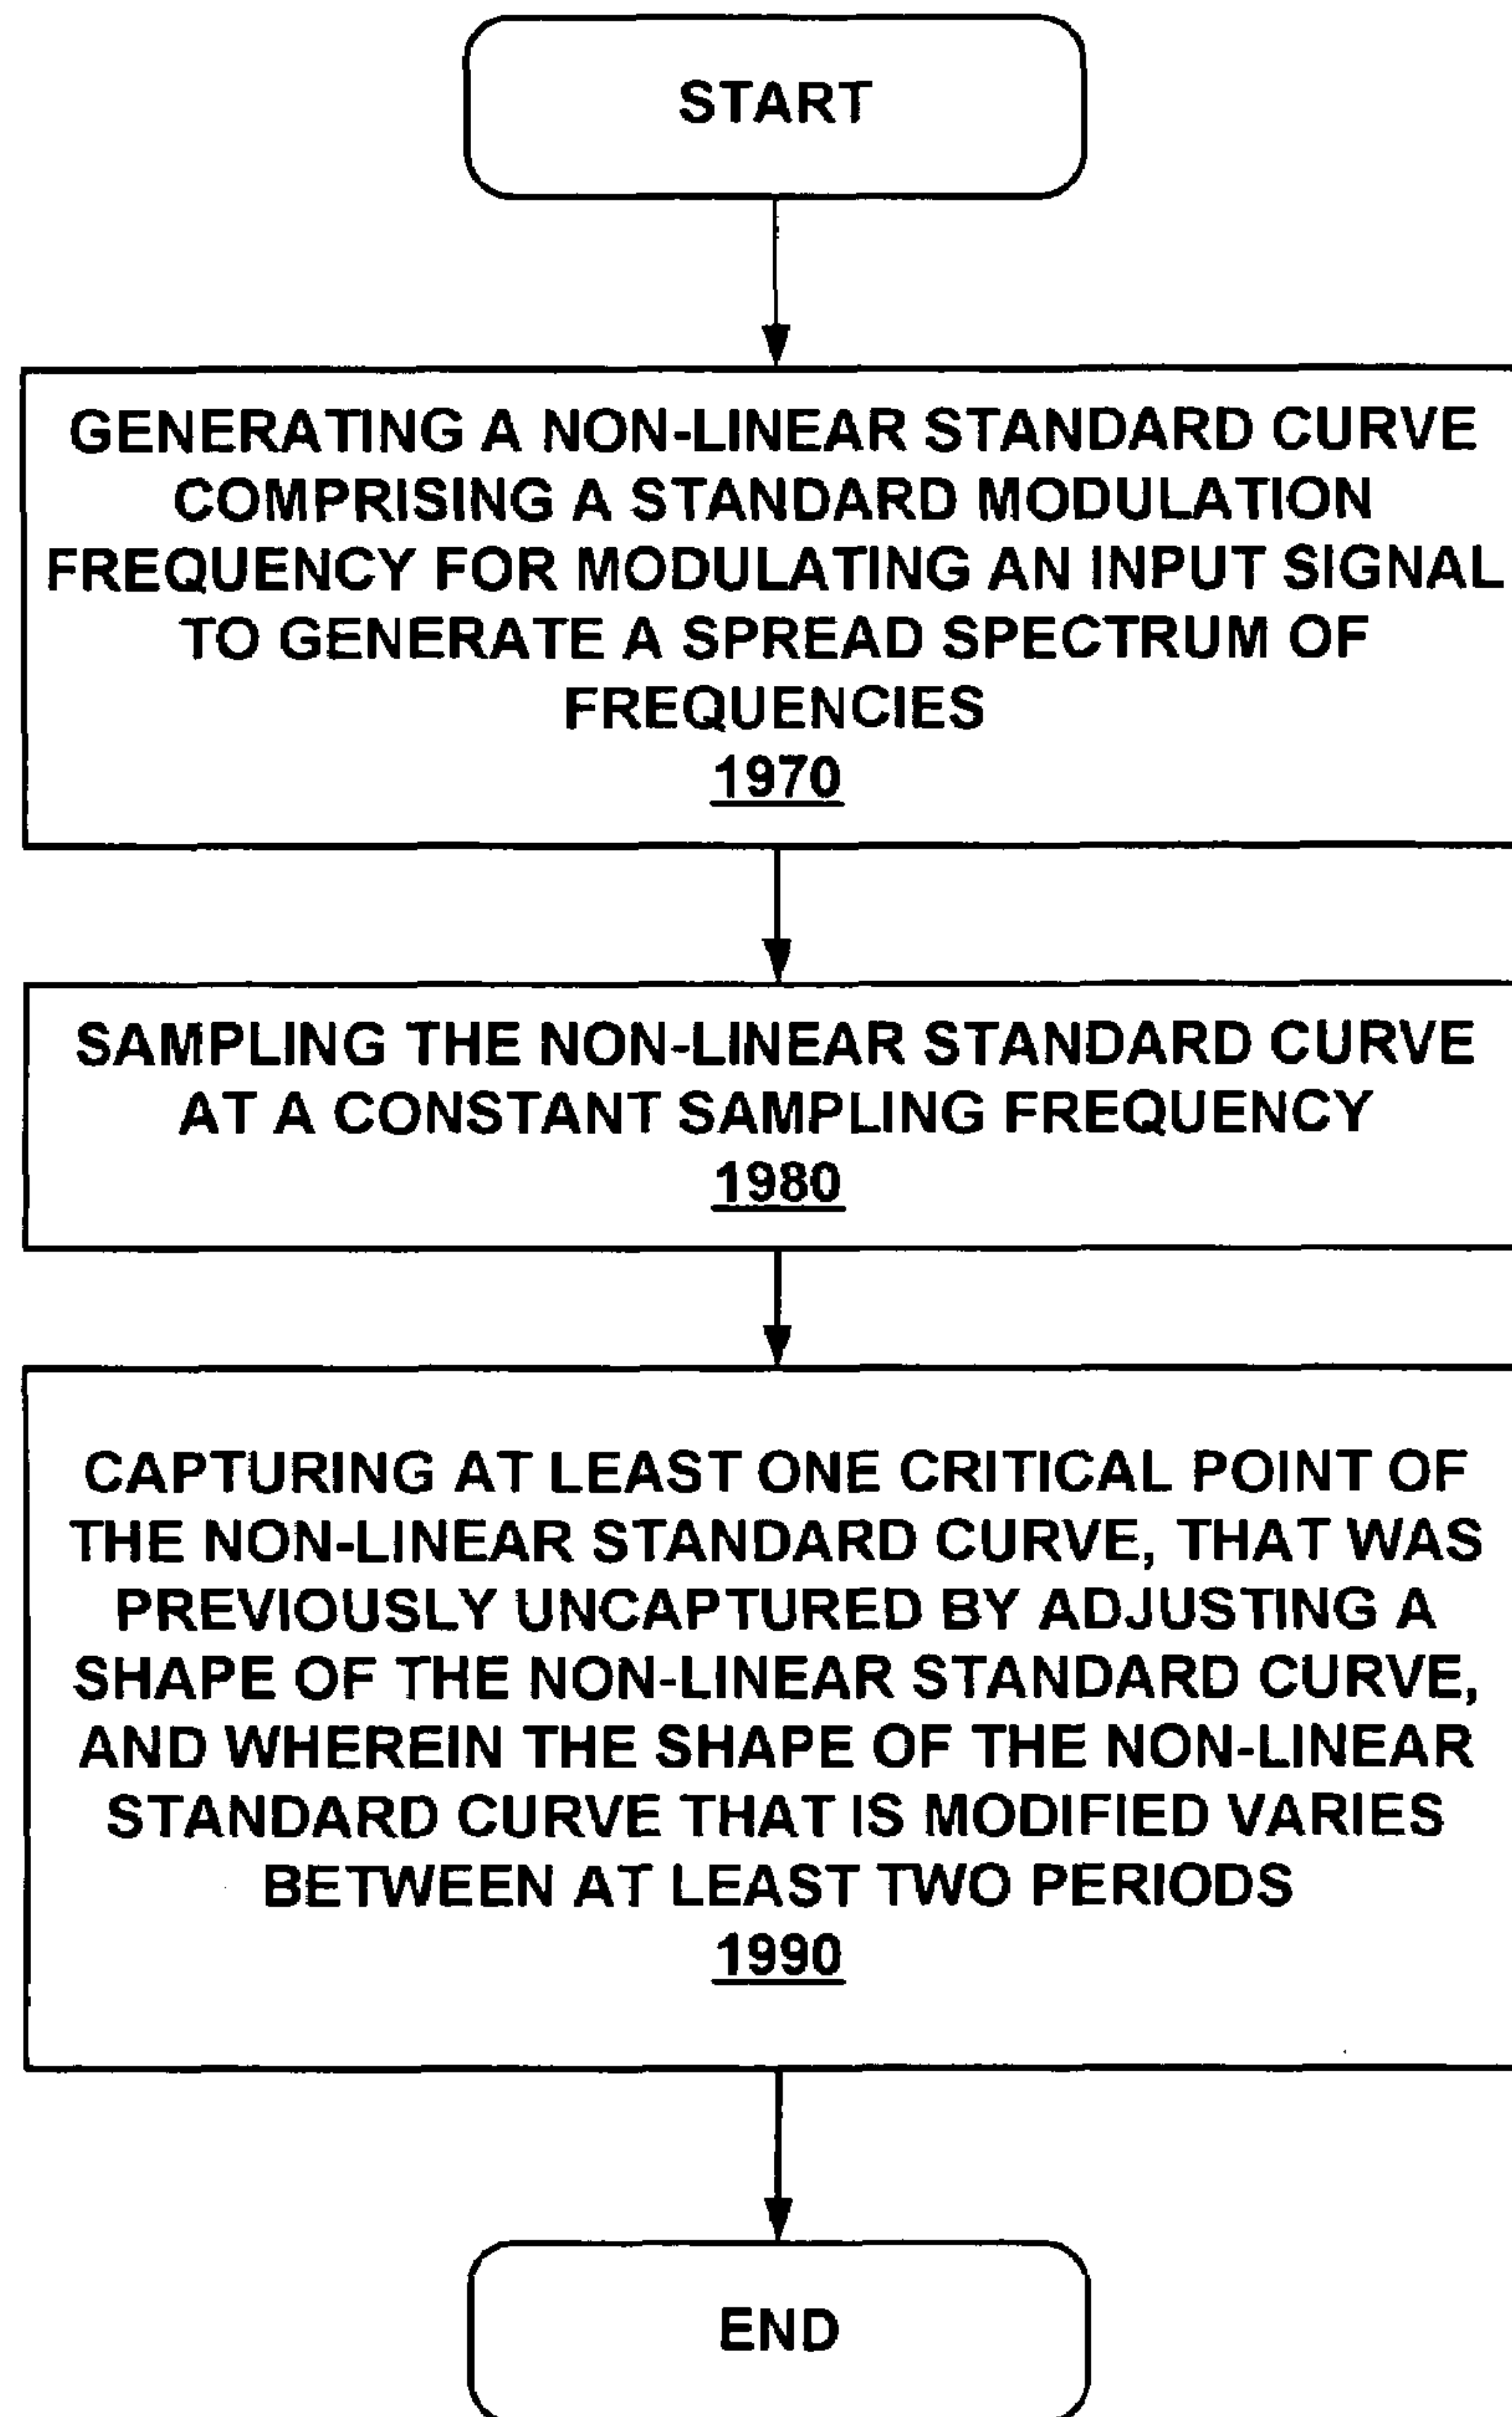 START
GENERATING A NON-LINEAR STANDARD CURVE
COMPRISING A STANDARD MODULATION
FREQUENCY FOR MODULATING AN INPUT SIGNAL
TO GENERATE A SPREAD SPECTRUM OF
FREQUENCIES
1970
SAMPLING THE NON-LINEAR STANDARD CURVE
AT A CONSTANT SAMPLING FREQUENCY
1980
CAPTURING AT LEAST ONE CRITICAL POINT OF
THE NON-LINEAR STANDARD CURVE, THAT WAS
PREVIOUSLY UNCAPTURED BY ADJUSTING A
SHAPE OF THE NON-LINEAR STANDARD CURVE,
AND WHEREIN THE SHAPE OF THE NON-LINEAR
STANDARD CURVE THAT IS MODIFIED VARIES
BETWEEN AT LEAST TWO PERIODS
1990
END